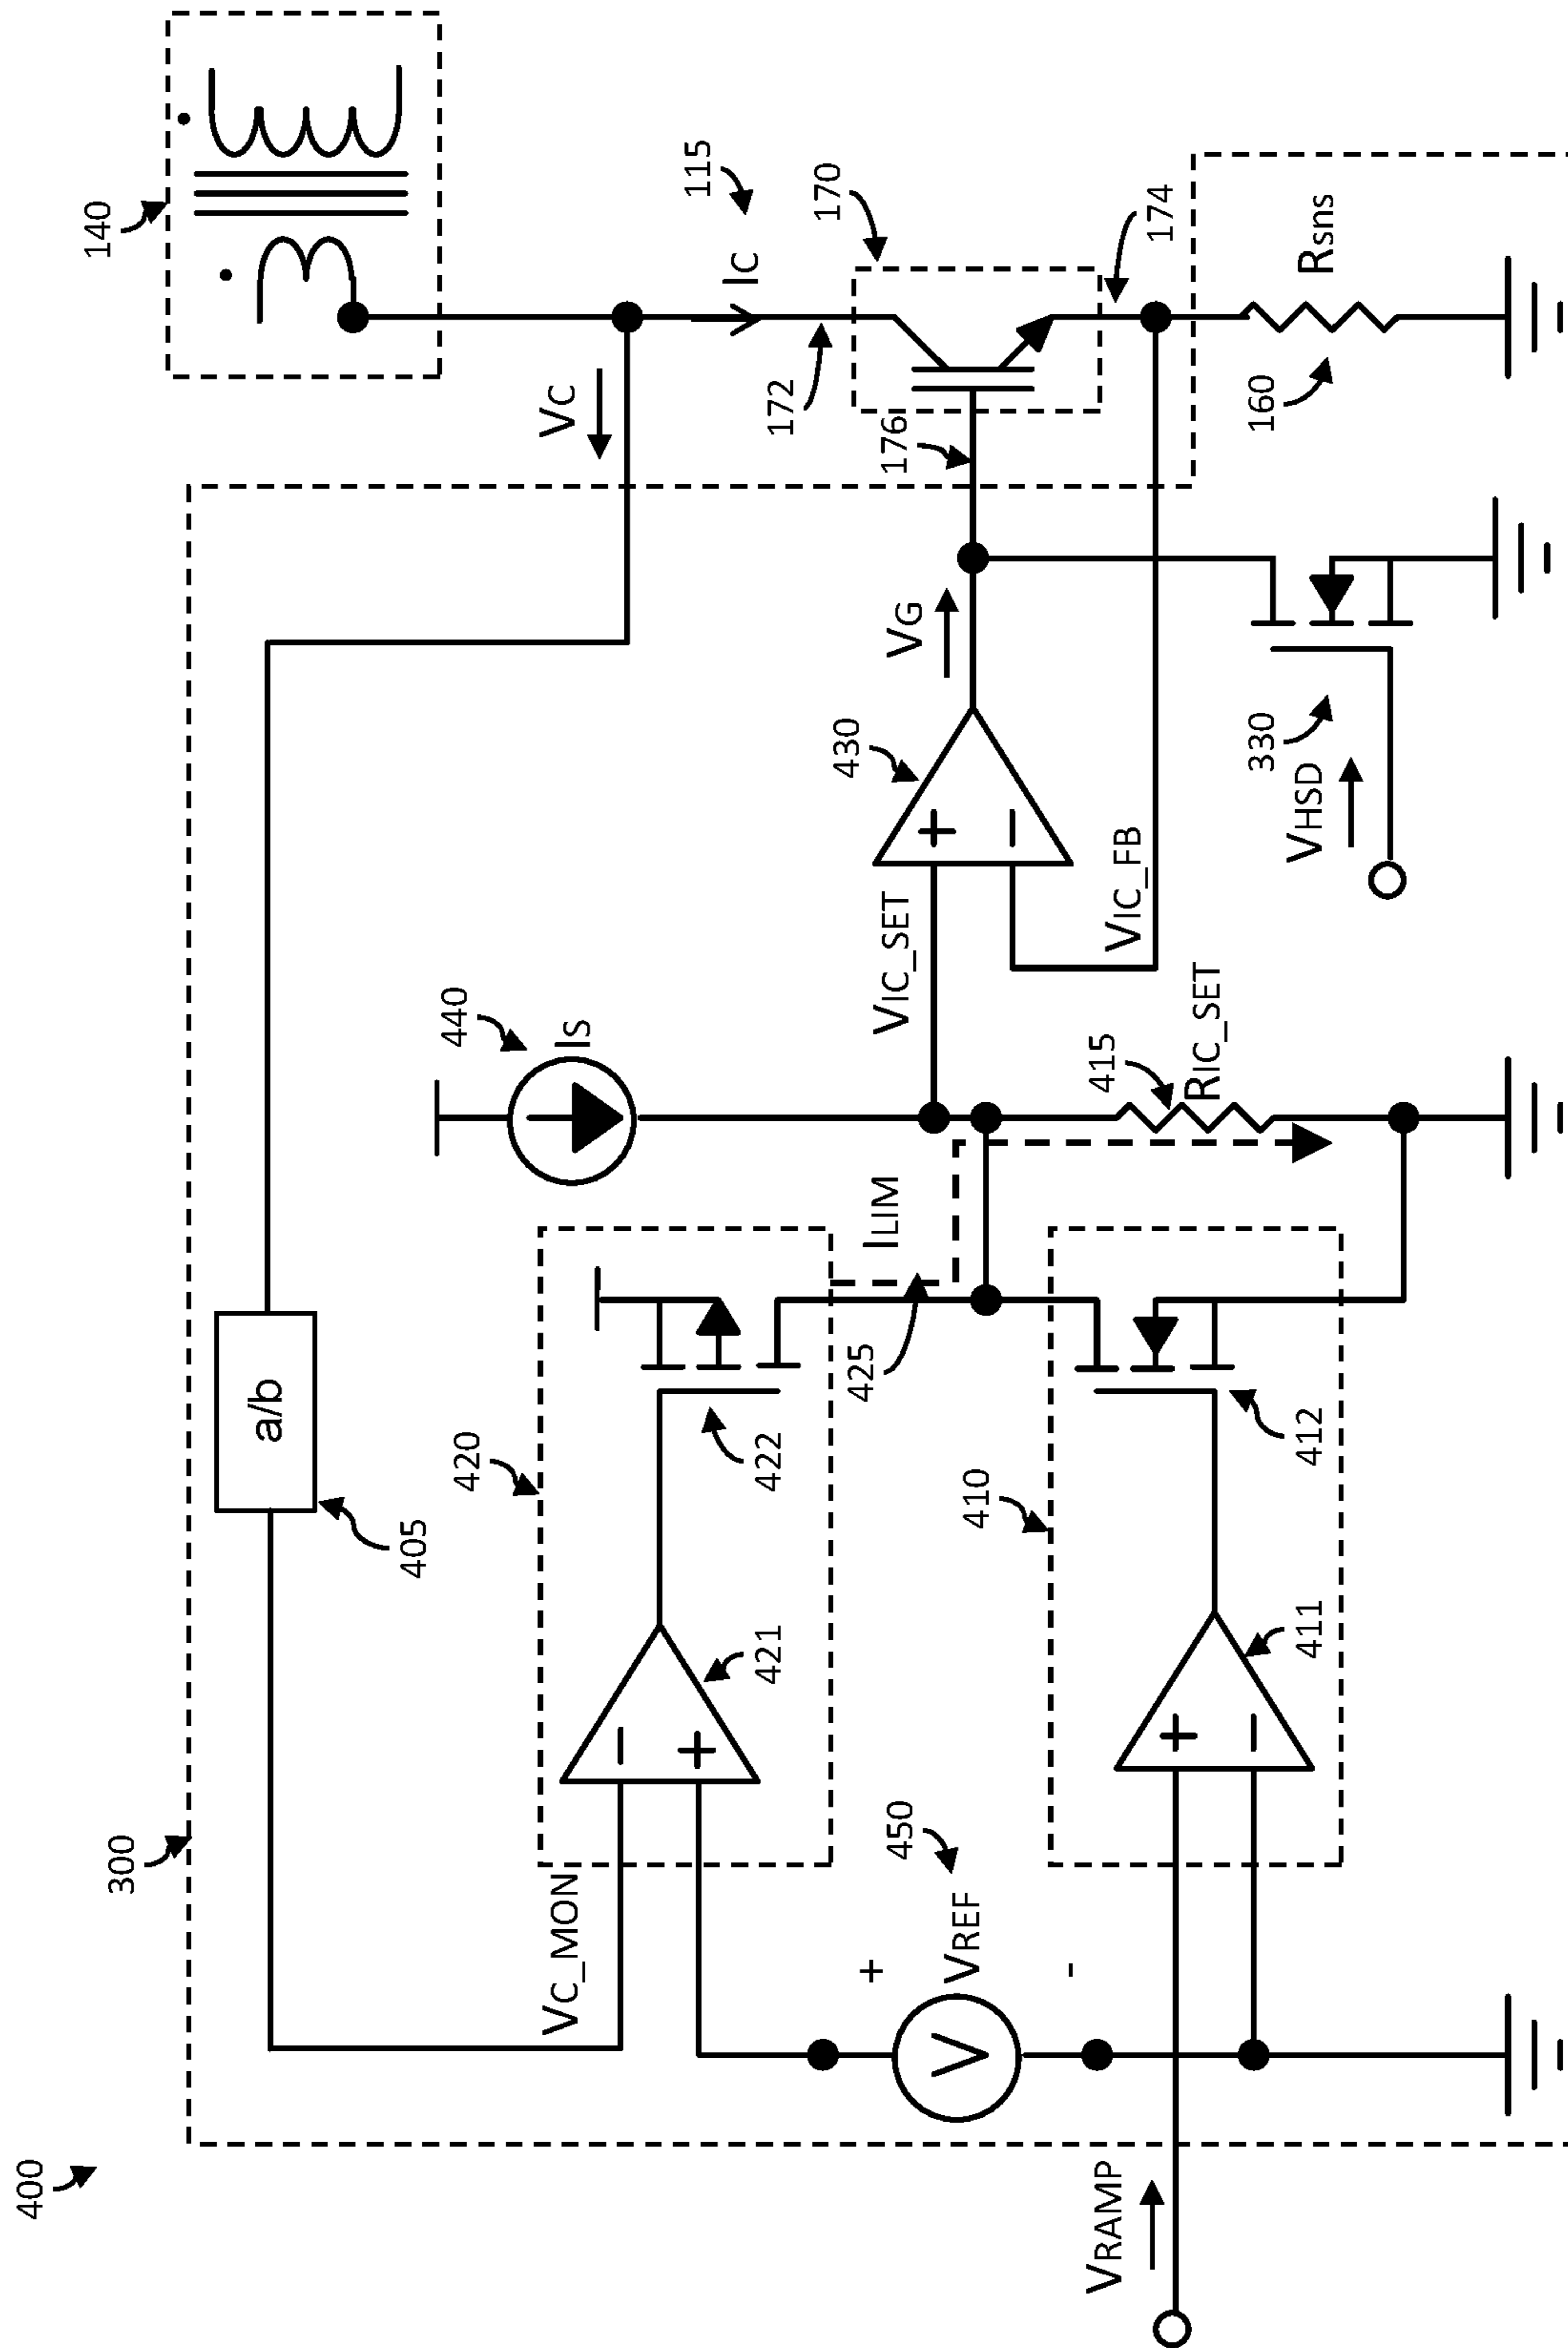 400
300
140
a/b
405
VC
IC
115
420
421
422
440
IS
VC_MON
ILIM
425
172
170
176
VG
430
VIC_SET
VIC_FB
174
450
+
VREF
-
V
410
411
412
415
RIC_SET
VHSD
330
160
Rsns
VRAMP
−
+
+
−
+
−